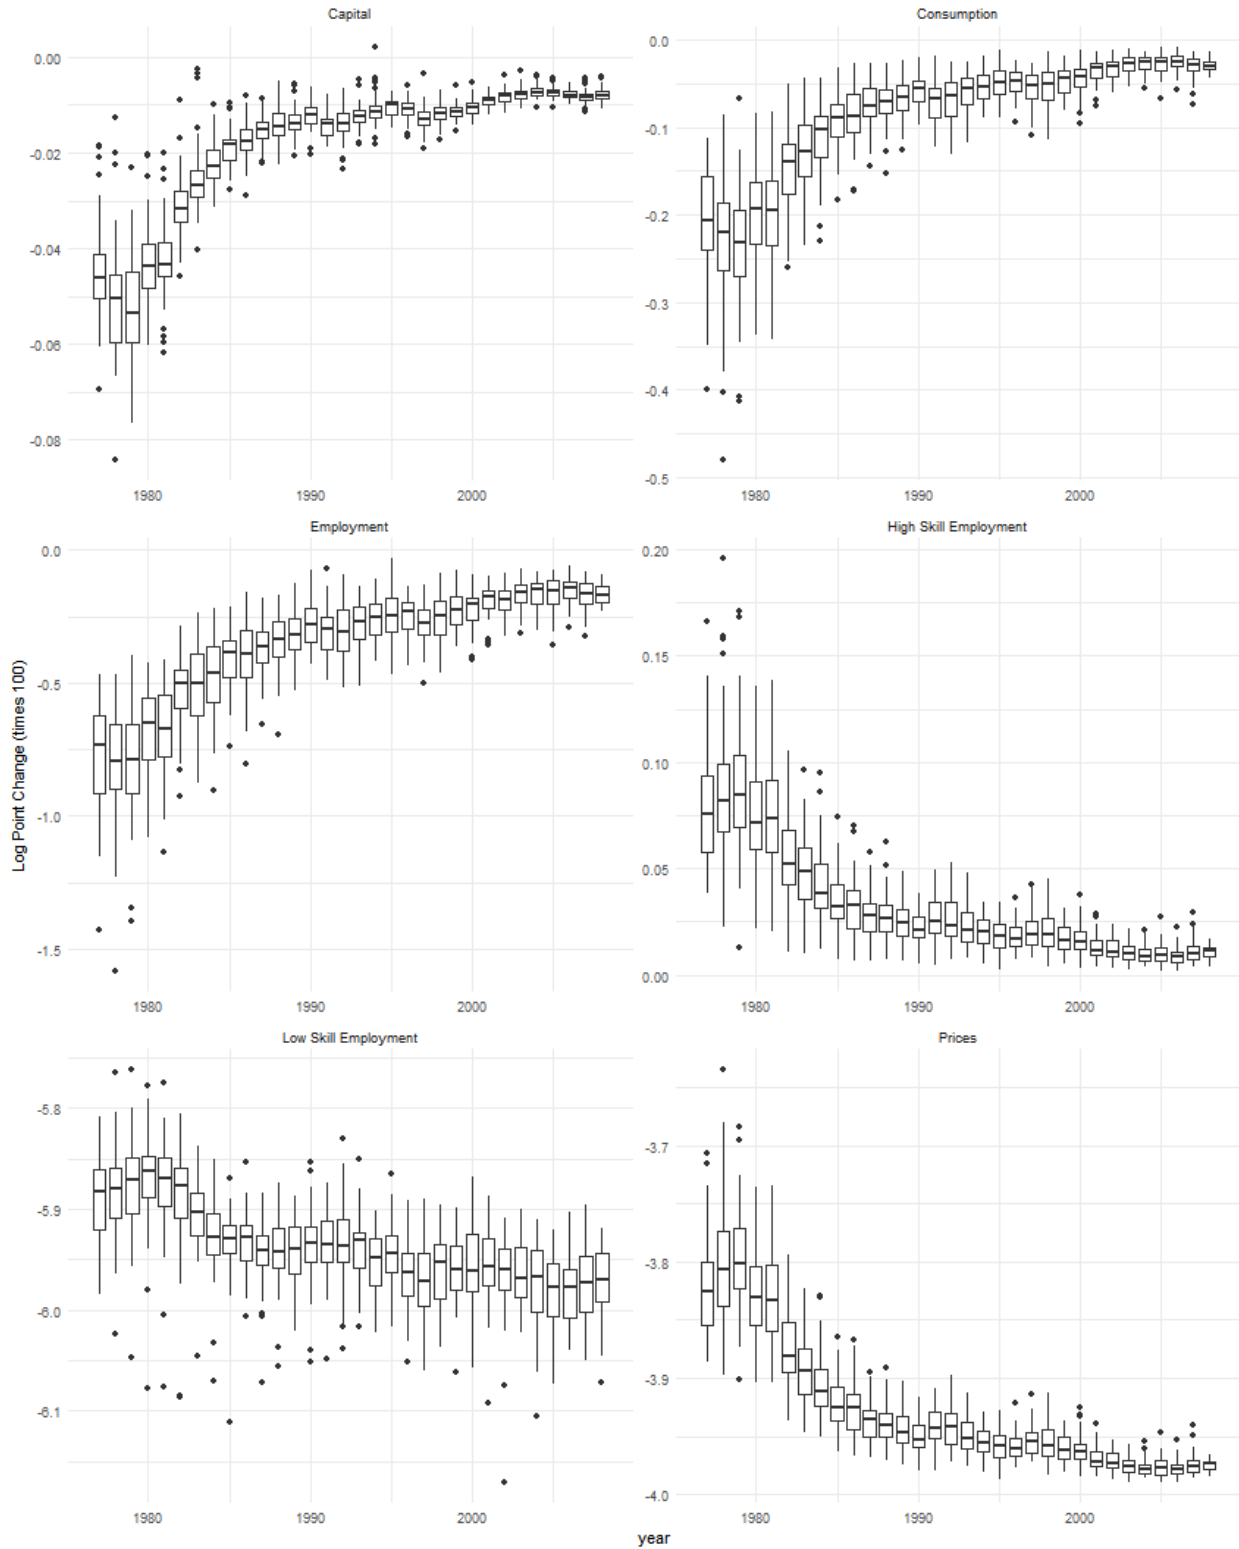 Capital
Consumption
0.00
-0.02
-0.04
-0.06
-0.08
0.0
-0.1
-0.2
-0.3
-0.4
-0.5
1980 1990 2000
1980 1990 2000
Employment
High Skill Employment
0.0
-0.5
-1.0
-1.5
0.20
0.15
0.10
0.05
0.00
1980 1990 2000
1980 1990 2000
Low Skill Employment
Prices
-5.8
-5.9
-6.0
-6.1
-3.7
-3.8
-3.9
-4.0
1980 1990 2000
1980 1990 2000
Log Point Change (times 100)
year